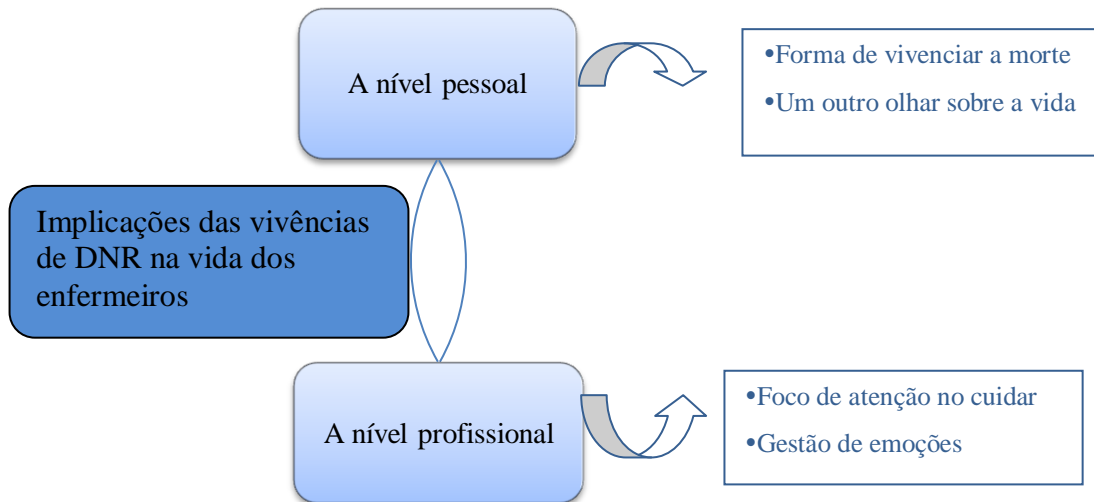 A nível pessoal
•Forma de vivenciar a morte
•Um outro olhar sobre a vida
Implicações das vivências
de DNR na vida dos
enfermeiros
A nível profissional
•Foco de atenção no cuidar
•Gestão de emoções